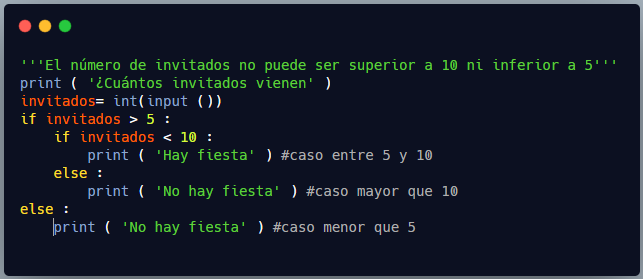 '''El número de invitados no puede ser superior a 10 ni inferior a 5'''
print ( '¿Cuántos invitados vienen' )
invitados= int(input ())
if invitados > 5 :
    if invitados < 10 :
        print ( 'Hay fiesta' ) #caso entre 5 y 10
    else :
        print ( 'No hay fiesta' ) #caso mayor que 10
else :
    print ( 'No hay fiesta' ) #caso menor que 5